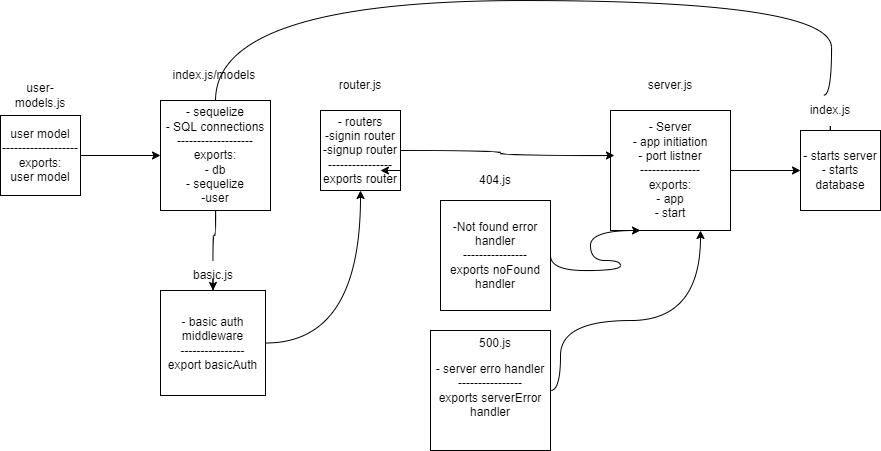 user-
models.js
user model
-------------------
exports:
user model
index.js/models
- sequelize
- SQL connections
-------------------
exports:
- db
- sequelize
-user
basic.js
- basic auth
middleware
----------------
export basicAuth
router.js
- routers
-signin router
-signup router
----------------
exports router
404.js
-Not found error
handler
----------------
exports noFound
handler
500.js
- server erro handler
----------------
exports serverError
handler
server.js
- Server
- app initiation
- port listner
---------------
exports:
- app
- start
index.js
- starts server
- starts
database